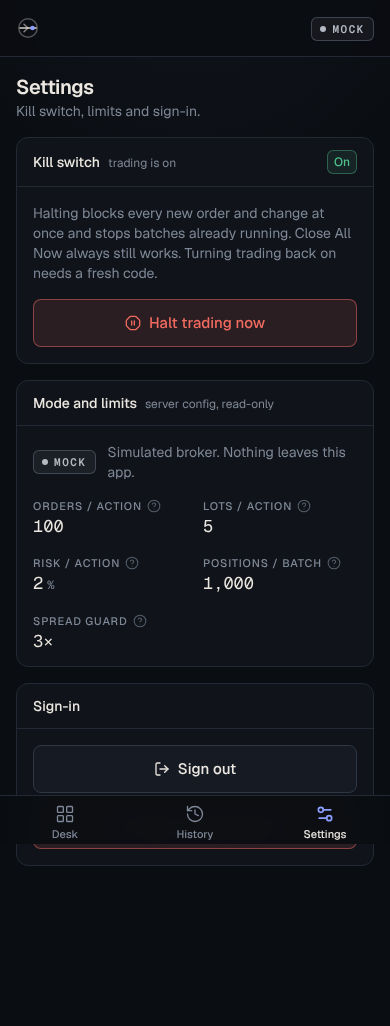 MOCK
Settings
Kill switch, limits and sign-in.
Kill switch trading is on On
Halting blocks every new order and change at
once and stops batches already running. Close All
Now always still works. Turning trading back on
needs a fresh code.
Halt trading now
Mode and limits server config, read-only
MOCK Simulated broker. Nothing leaves this
app.
ORDERS / ACTION ? LOTS / ACTION ?
100 5
RISK / ACTION ? POSITIONS / BATCH ?
2 % 1,000
SPREAD GUARD ?
3×
Sign-in
Sign out
Desk History Settings